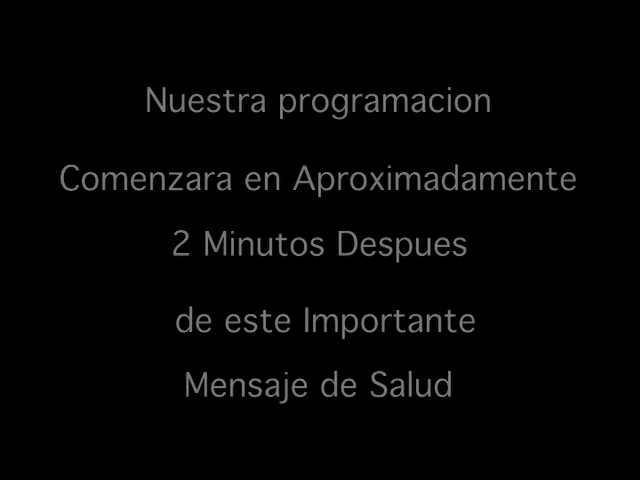 Nuestra programacion
Comenzara en Aproximadamente
2 Minutos Despues
de este Importante
Mensaje de Salud